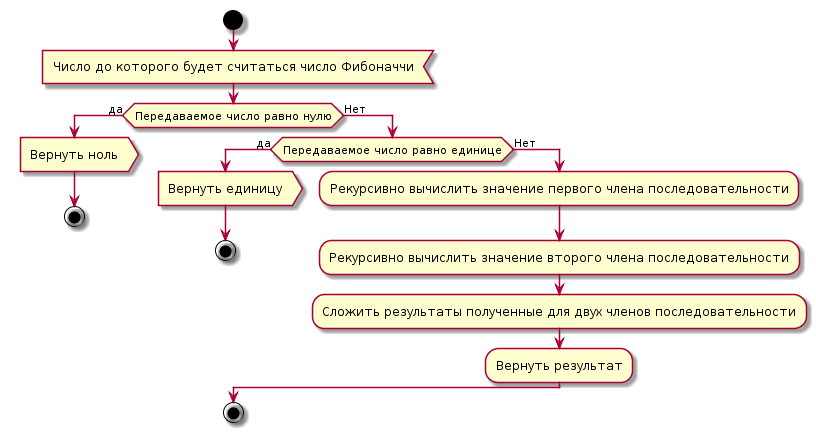 Число до которого будет считаться число Фибоначчи
да
Передаваемое число равно нулю
Нет
Вернуть ноль
да
Передаваемое число равно единице
Нет
Вернуть единицу
Рекурсивно вычислить значение первого члена последовательности
Рекурсивно вычислить значение второго члена последовательности
Сложить результаты полученные для двух членов последовательности
Вернуть результат